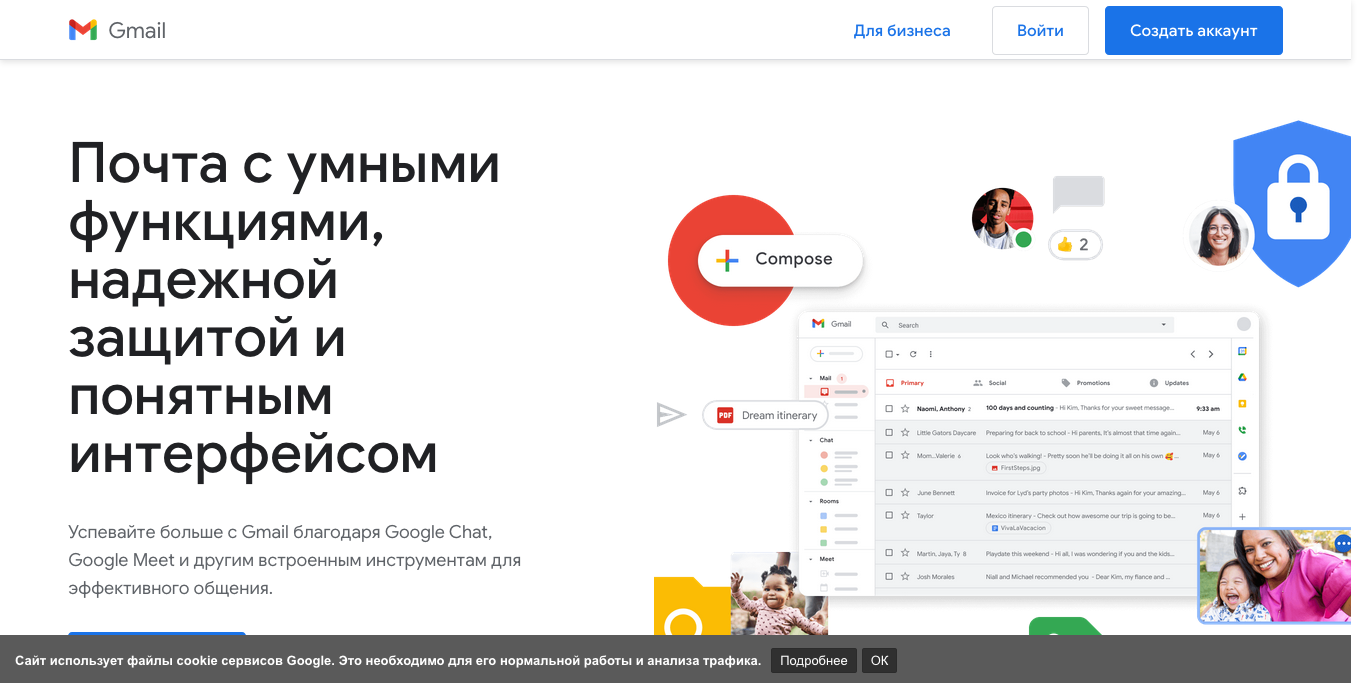 Gmail
Для бизнеса
Войти
Создать аккаунт
Почта с умными
функциями,
надежной
защитой и
понятным
интерфейсом
Успевайте больше с Gmail благодаря Google Chat,
Google Meet и другим встроенным инструментам для
эффективного общения.
Compose
2
Gmail
Search
Mail 1
Primary
Social
Promotions
Updates
Naomi, Anthony 2 100 days and counting - Hi Kim, Thanks for your sweet message... 9:33 am
PDF Dream itinerary
Little Gators Daycare Preparing for back to school - Hi parents, It's almost that time again... May 6
Chat
Mom...Valerie 6 Look who's walking! - Pretty soon he'll be doing it all on his own 🥰 ... May 6
FirstSteps.jpg
June Bennett Invoice for Lyd's party photos - Hi Kim, Thanks again for your amazing... May 6
Rooms
Taylor Mexico itinerary - Check out how awesome our trip is going to be... May 6
VivaLaVacacion
Martin, Jaya, Ty 8 Playdate this weekend - Hi all, I was wondering if you and the kids...
Meet
Josh Morales Niall and Michael recommended you - Dear Kim, my fiance and ...
Сайт использует файлы cookie сервисов Google. Это необходимо для его нормальной работы и анализа трафика. Подробнее ОК